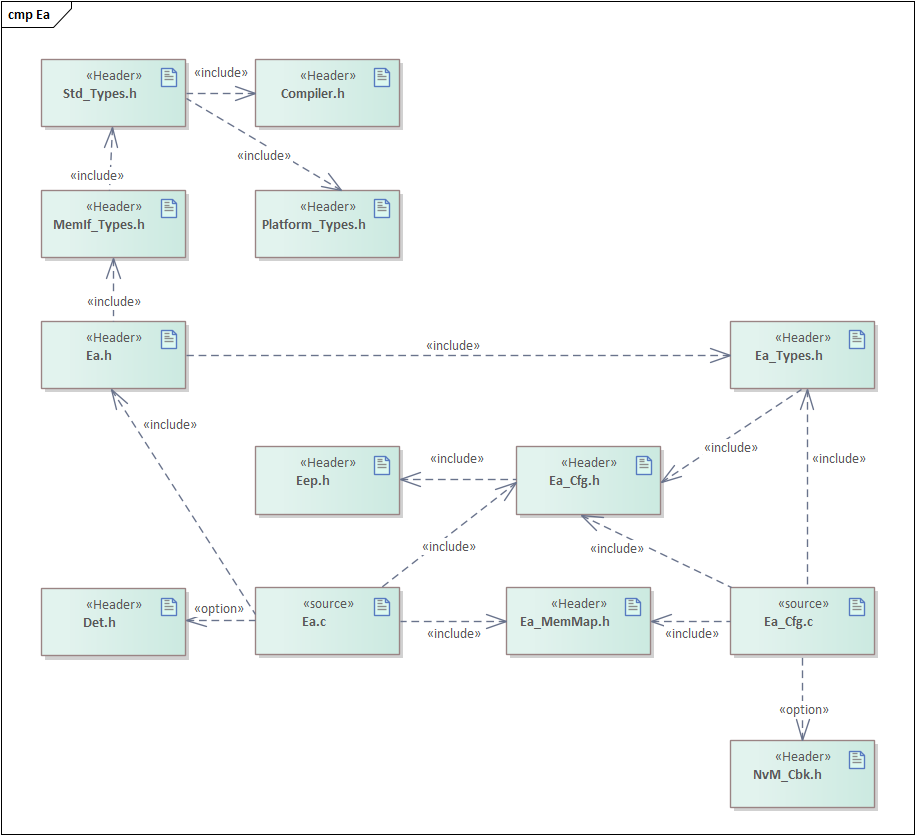 cmp Ea
«Header»
Std_Types.h
«include»
«Header»
Compiler.h
«include»
«include»
«Header»
MemIf_Types.h
«Header»
Platform_Types.h
«include»
«Header»
Ea.h
«include»
«Header»
Ea_Types.h
«include»
«Header»
Eep.h
«include»
«Header»
Ea_Cfg.h
«include»
«include»
«include»
«include»
«Header»
Det.h
«option»
«source»
Ea.c
«include»
«Header»
Ea_MemMap.h
«include»
«source»
Ea_Cfg.c
«option»
«Header»
NvM_Cbk.h